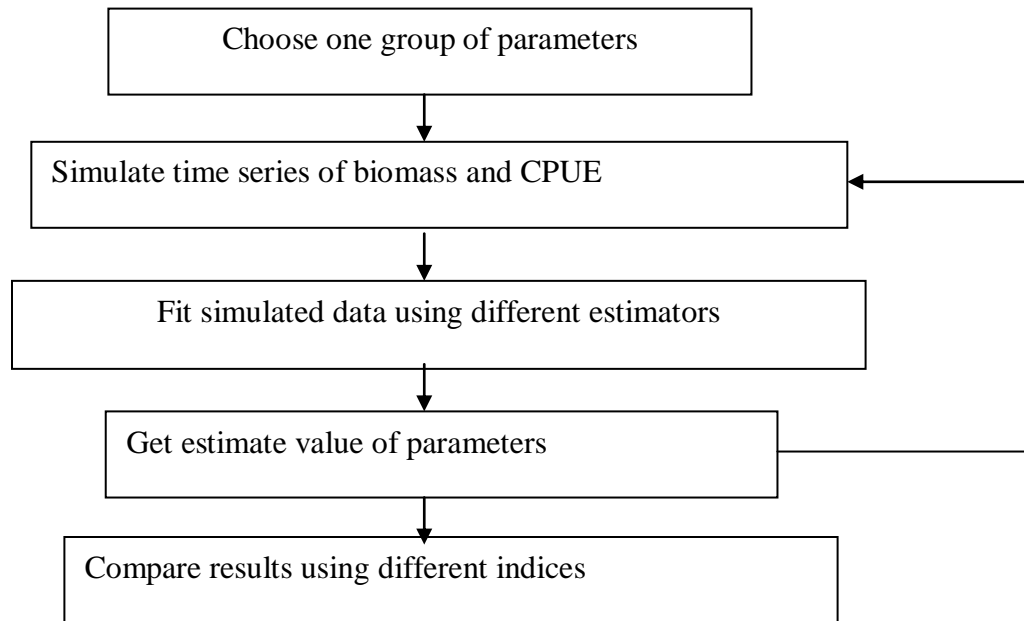 Choose one group of parameters
Simulate time series of biomass and CPUE
Fit simulated data using different estimators
Get estimate value of parameters
Compare results using different indices